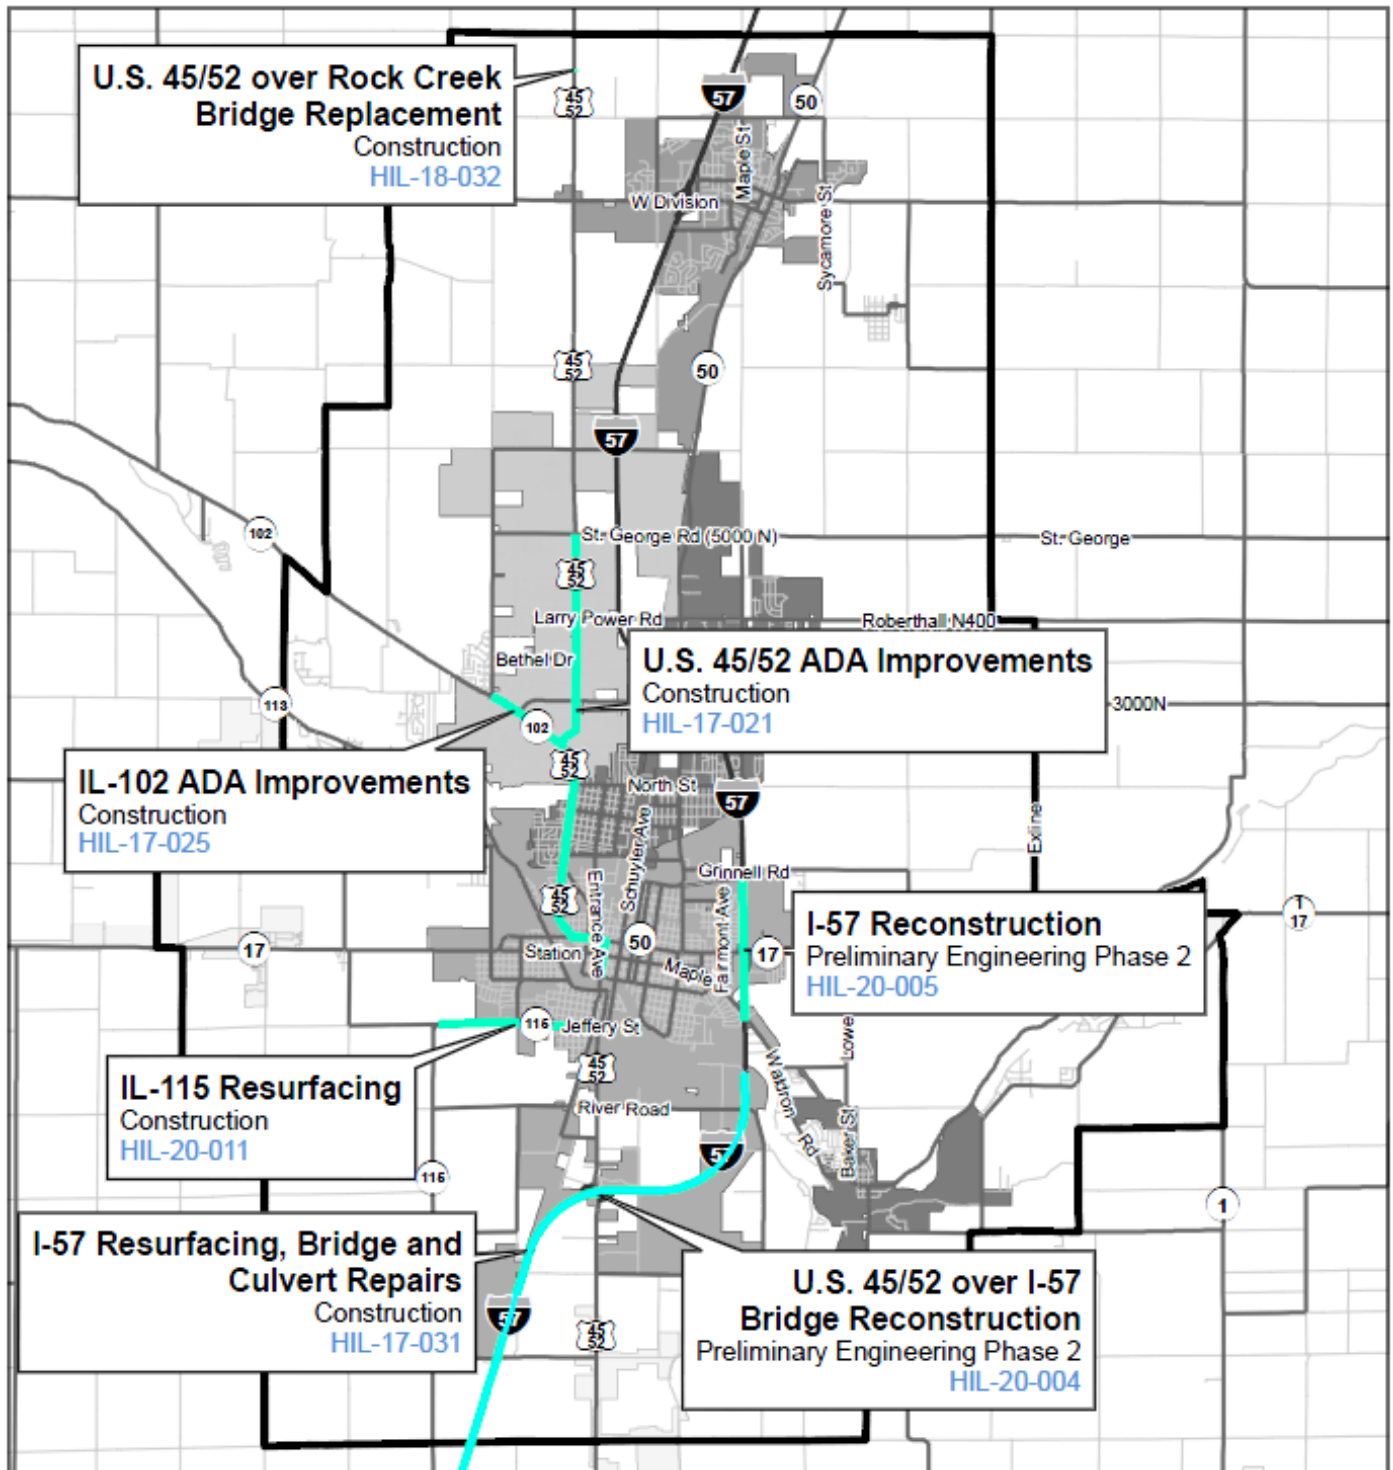 U.S. 45/52 over Rock Creek
Bridge Replacement
Construction
HIL-18-032
45
52
57
50
Maple St
W Division
Sycamore St
45
52
50
57
102
St. George Rd (5000 N)
St. George
45
52
Larry Power Rd
Roberthall N400
Bethel Dr
U.S. 45/52 ADA Improvements
Construction
HIL-17-021
3000N
113
102
45
52
IL-102 ADA Improvements
Construction
HIL-17-025
North St
57
Schuyler Ave
Exline
Grinnell Rd
Entrance Ave
Fairmont Ave
45
52
I-57 Reconstruction
Preliminary Engineering Phase 2
HIL-20-005
T
17
17
Station
50
Maple
17
115
Jeffery St
Lowe
IL-115 Resurfacing
Construction
HIL-20-011
45
52
River Road
Waldron Rd
Baker St
57
115
1
I-57 Resurfacing, Bridge and
Culvert Repairs
Construction
HIL-17-031
57
45
52
U.S. 45/52 over I-57
Bridge Reconstruction
Preliminary Engineering Phase 2
HIL-20-004